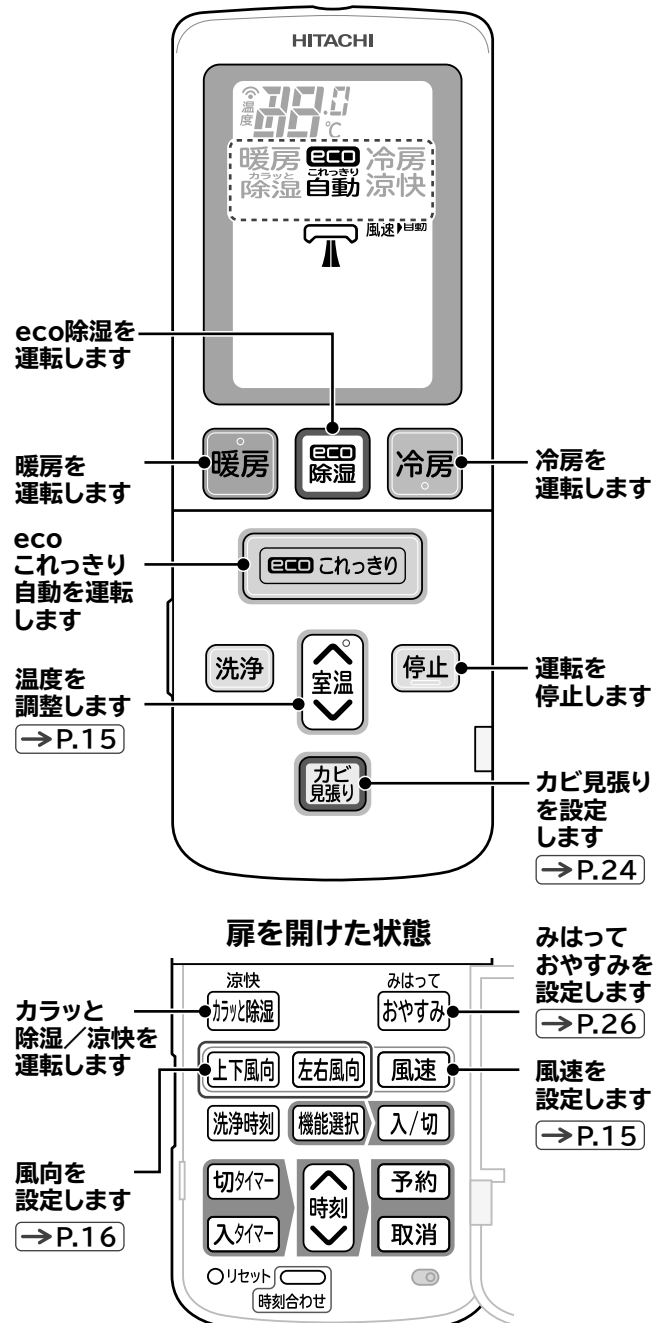 HITACHI
温度
88.0
℃
暖房 eco 冷房
カラッと これっきり
除湿 自動 涼快
風速 自動
eco除湿を
運転します
暖房 eco除湿 冷房
暖房を
運転します
冷房を
運転します
eco
これっきり
自動を運転
します
eco これっきり
洗浄 室温 停止
温度を
調整します
→P.15
運転を
停止します
カビ
見張り
カビ見張り
を設定
します
→P.24
扉を開けた状態
涼快 みはって
カラッと除湿 おやすみ
みはって
おやすみを
設定します
→P.26
カラッと
除湿/涼快を
運転します
上下風向 左右風向 風速
風速を
設定します
→P.15
洗浄時刻 機能選択 入/切
風向を
設定します
→P.16
切タイマー 時刻 予約
入タイマー 取消
リセット
時刻合わせ